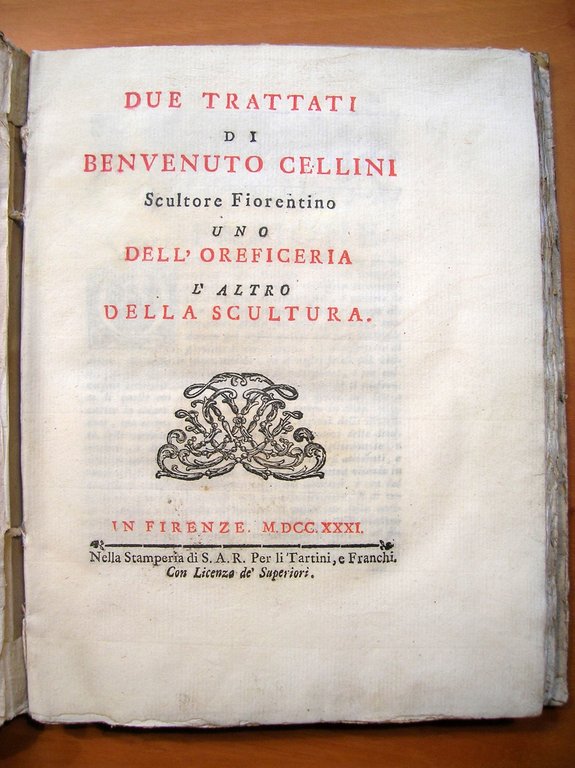 DUE TRATTATI
DI
BENVENUTO CELLINI
Scultore Fiorentino
UNO
DELL' OREFICERIA
L' ALTRO
DELLA SCULTURA.
IN FIRENZE. M.DCC.XXXI.
Nella Stamperia di S. A. R. Per li Tartini, e Franchi.
Con Licenza de' Superiori.